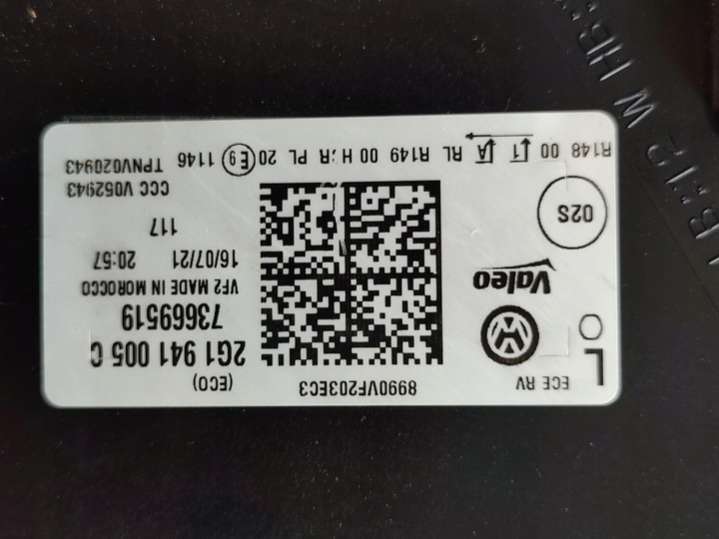 L ECE RV
8990VF203EC3
(ECO)
2G1 941 005 C
73669519
VF2 MADE IN MOROCCO
16/07/21 20:57
117
Valeo
02S
CCC V052943
TPNV020943
R148 00 1 A RL R149 00 H:R PL 20 E9 1146